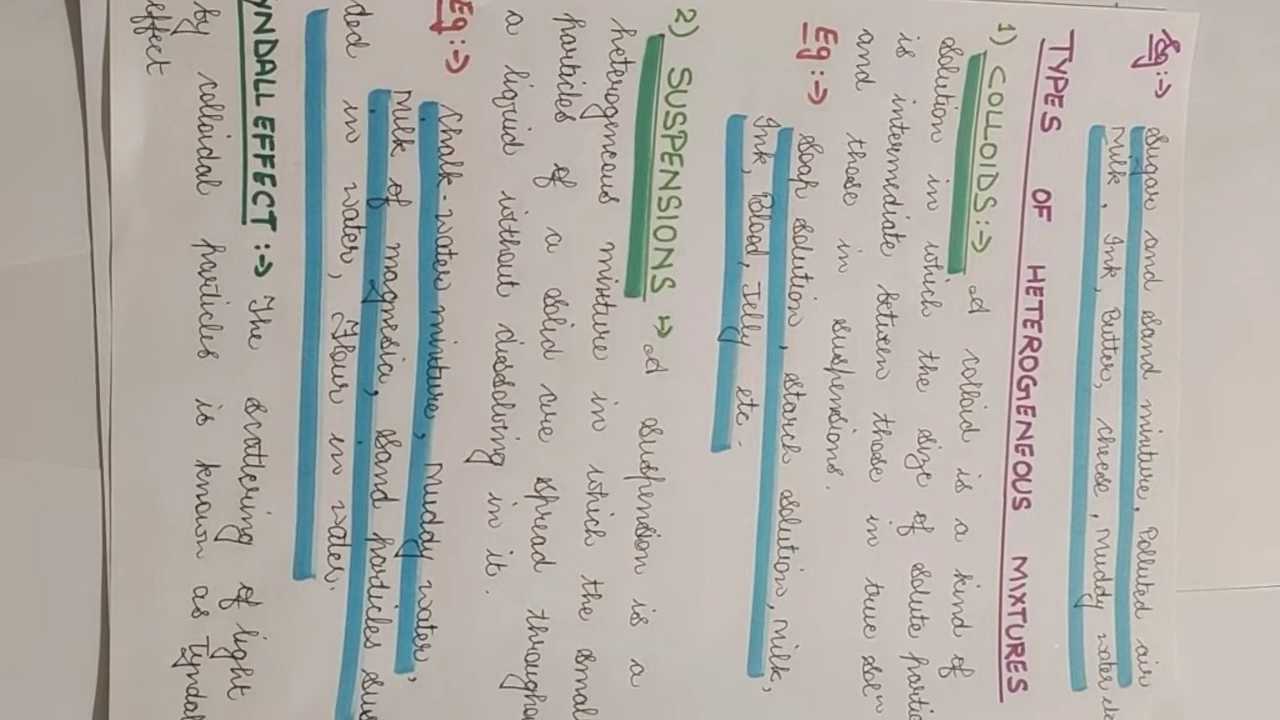 Eg :→ Sugar and sand mixture, Polluted air
Milk, Ink, Butter, cheese, Muddy water
TYPES OF HETEROGENEOUS MIXTURES
1) COLLOIDS :→ A colloid is a kind of
solution in which the size of solute partic
is intermediate between those in true solⁿ
and those in suspensions.
Eg :→ Soap solution, starch solution, milk,
Ink, Blood, Jelly etc.
2) SUSPENSIONS → A suspension is a
heterogeneous mixture in which the smal
particles of a solid are spread througho
a liquid without dissolving in it.
Eg :→ Chalk-water mixture, Muddy water,
Milk of magnesia, Sand particles sus
ded in water, Flour in water.
YNDALL EFFECT :→ The scattering of light
by colloidal particles is known as Tyndal
effect